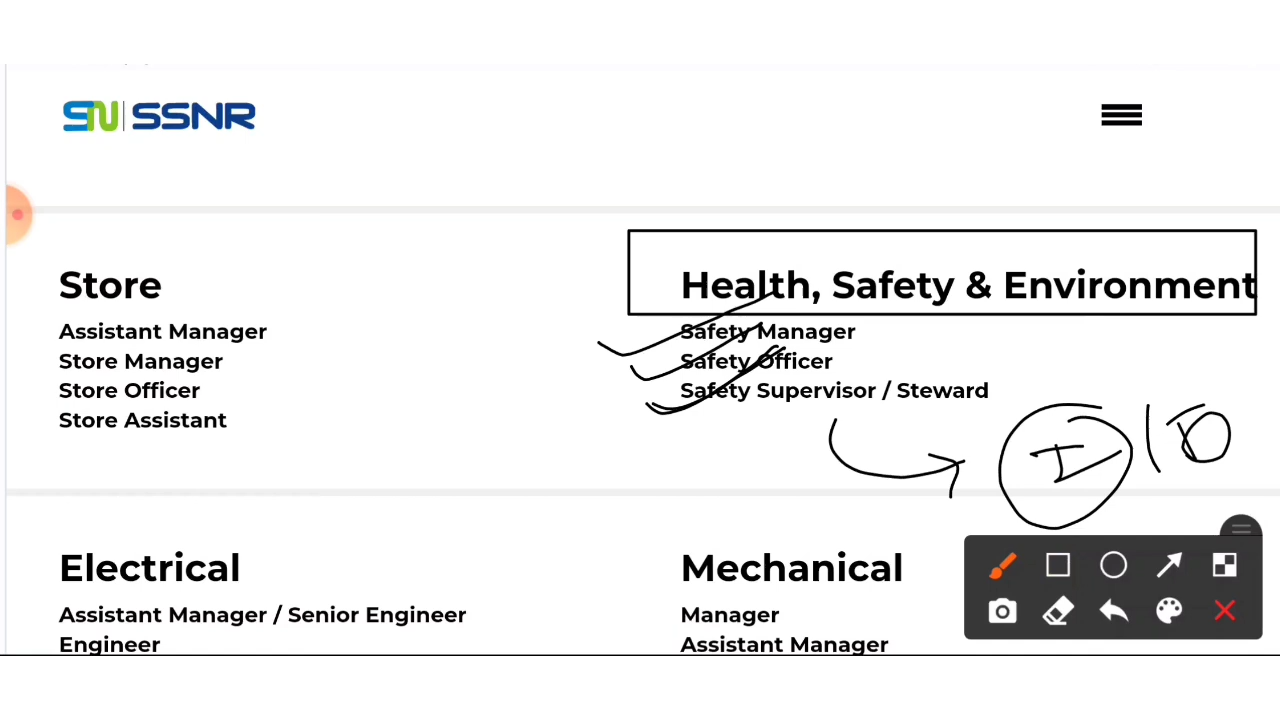 SN | SSNR
Store
Assistant Manager
Store Manager
Store Officer
Store Assistant
Health, Safety & Environment
Safety Manager
Safety Officer
Safety Supervisor / Steward
Electrical
Assistant Manager / Senior Engineer
Engineer
Mechanical
Manager
Assistant Manager